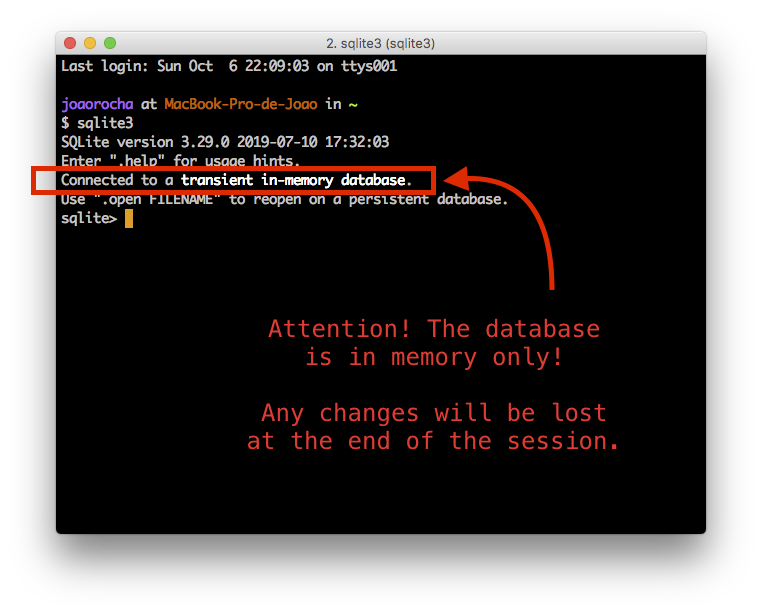 2. sqlite3 (sqlite3)
Last login: Sun Oct  6 22:09:03 on ttys001
joaorocha at MacBook-Pro-de-Joao in ~
$ sqlite3
SQLite version 3.29.0 2019-07-10 17:32:03
Enter ".help" for usage hints.
Connected to a transient in-memory database.
Use ".open FILENAME" to reopen on a persistent database.
sqlite>
Attention! The database
is in memory only!
Any changes will be lost
at the end of the session.